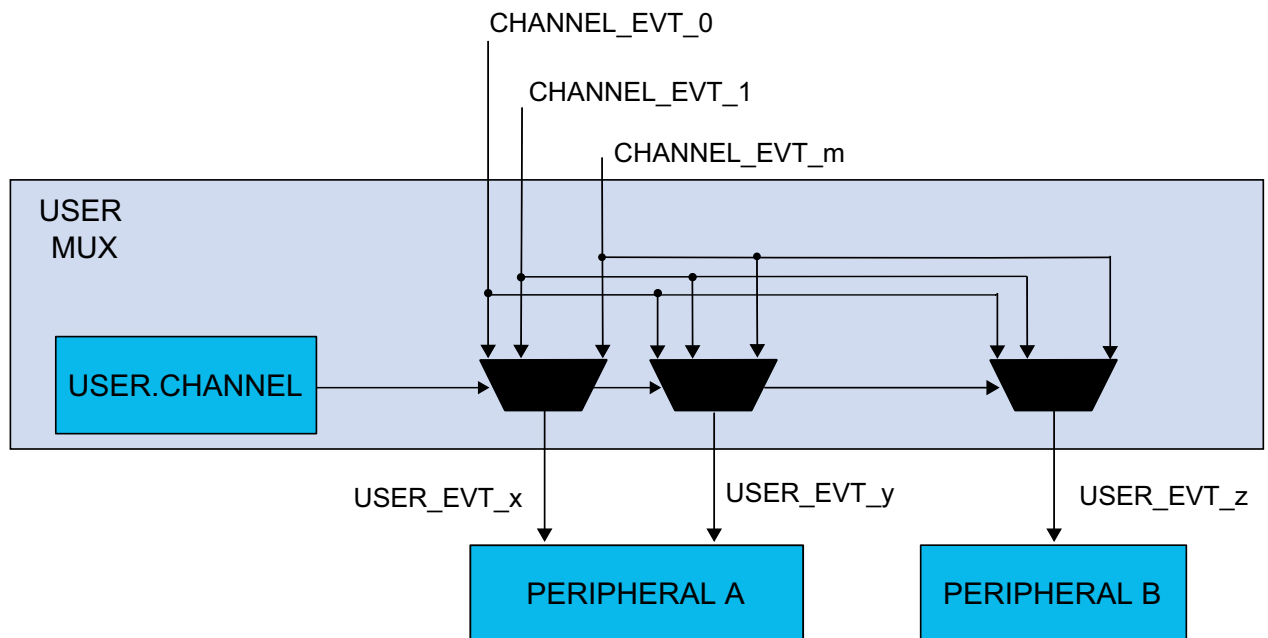 CHANNEL_EVT_0
CHANNEL_EVT_1
CHANNEL_EVT_m
USER
MUX
USER.CHANNEL
USER_EVT_x
USER_EVT_y
USER_EVT_z
PERIPHERAL A
PERIPHERAL B